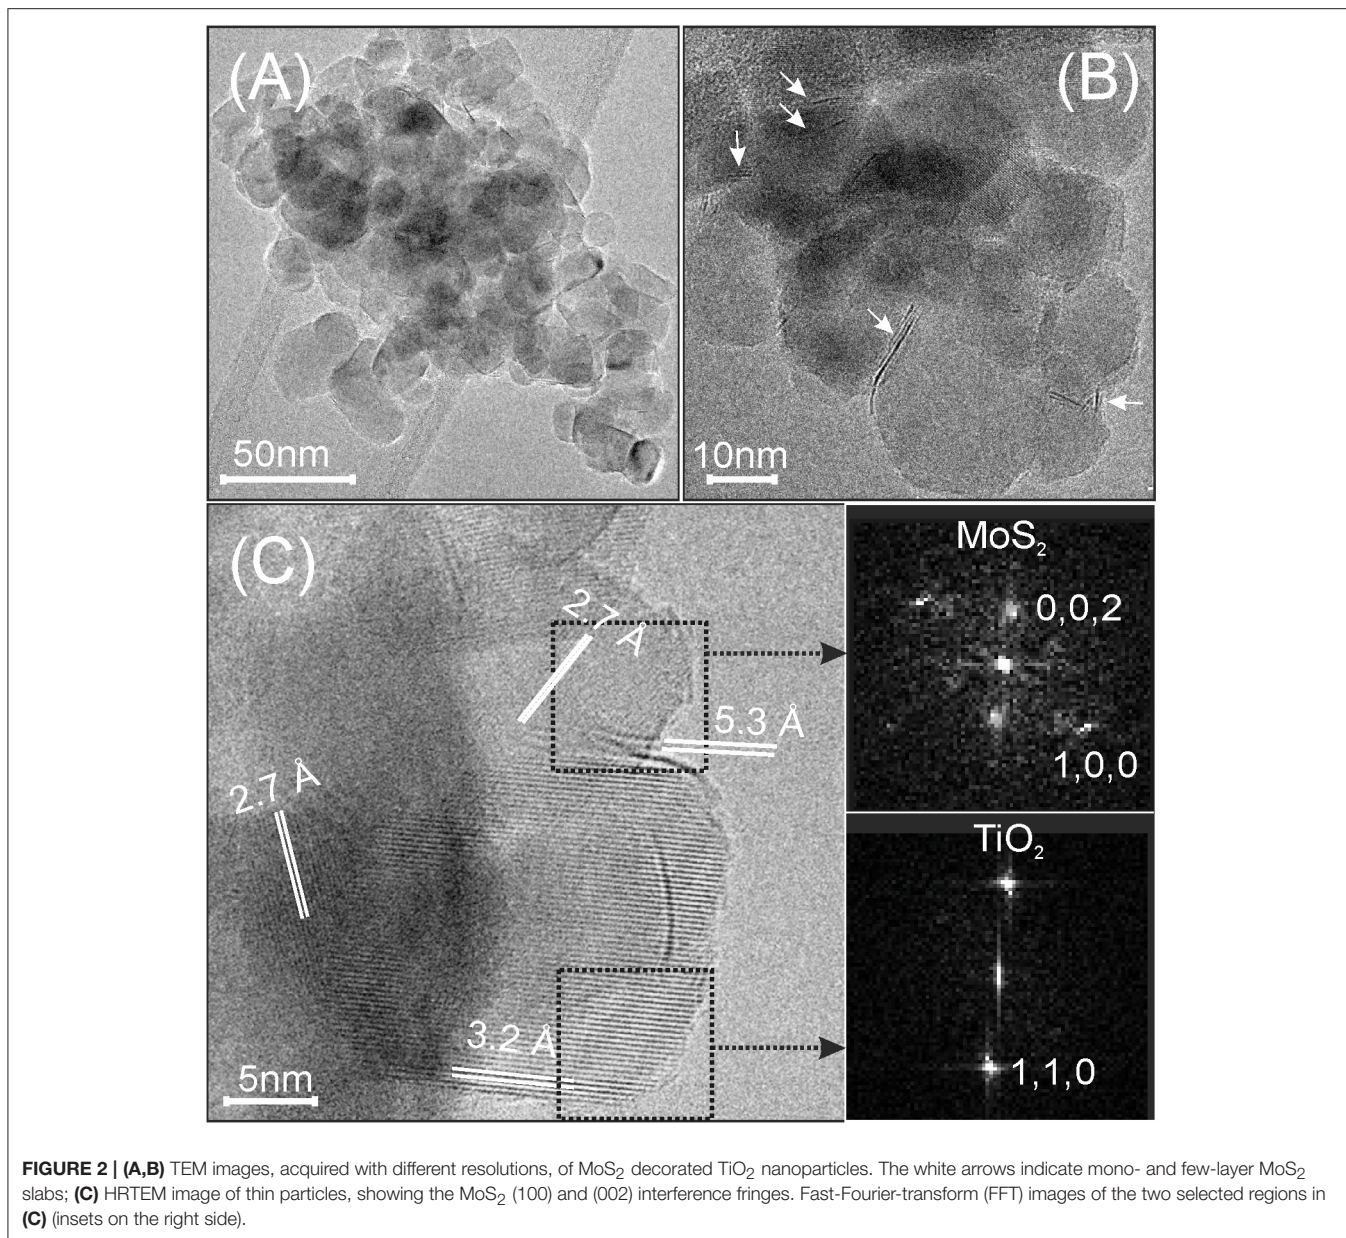 (A)
(B)
50nm
10nm
(C)
2.7 Å
5.3 Å
2.7 Å
3.2 Å
5nm
MoS2
0,0,2
1,0,0
TiO2
1,1,0
FIGURE 2 | (A,B) TEM images, acquired with different resolutions, of MoS2 decorated TiO2 nanoparticles. The white arrows indicate mono- and few-layer MoS2
slabs; (C) HRTEM image of thin particles, showing the MoS2 (100) and (002) interference fringes. Fast-Fourier-transform (FFT) images of the two selected regions in
(C) (insets on the right side).